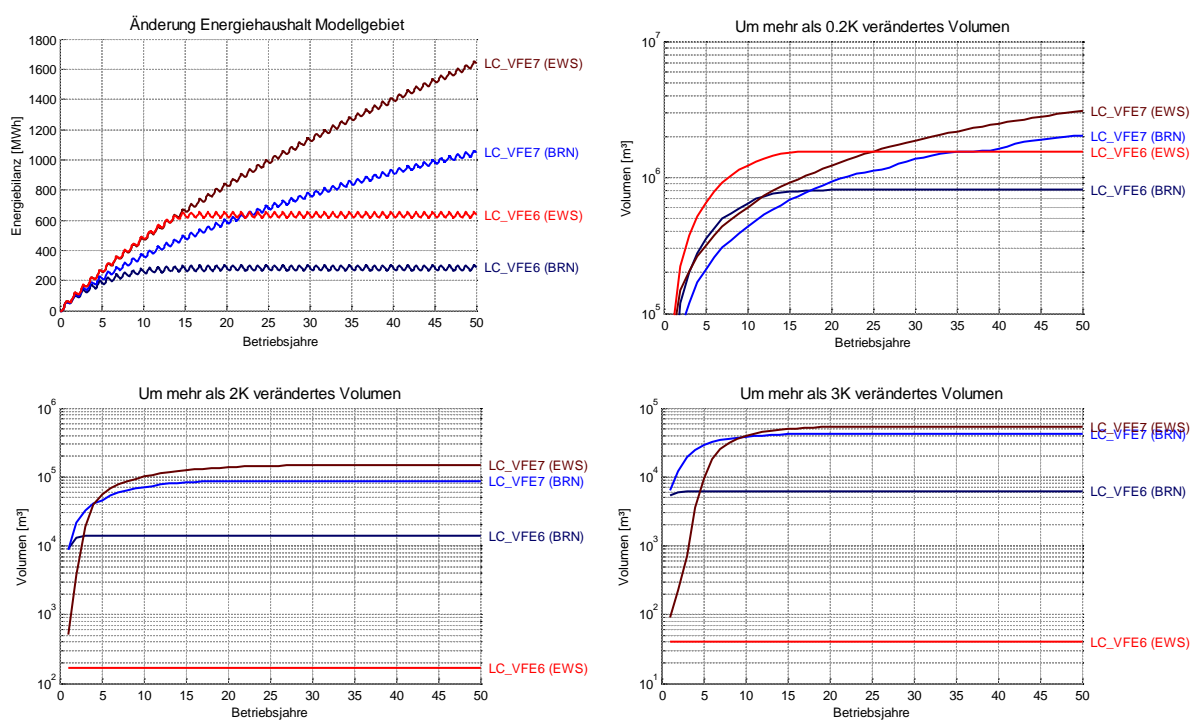 Änderung Energiehaushalt Modellgebiet
1800
1600
1400
1200
1000
800
600
400
200
0
Energiebilanz [MWh]
0 5 10 15 20 25 30 35 40 45 50
Betriebsjahre
LC_VFE7 (EWS)
LC_VFE7 (BRN)
LC_VFE6 (EWS)
LC_VFE6 (BRN)
Um mehr als 0.2K verändertes Volumen
10^7
10^6
10^5
Volumen [m³]
0 5 10 15 20 25 30 35 40 45 50
Betriebsjahre
LC_VFE7 (EWS)
LC_VFE7 (BRN)
LC_VFE6 (EWS)
LC_VFE6 (BRN)
Um mehr als 2K verändertes Volumen
10^6
10^5
10^4
10^3
10^2
Volumen [m³]
0 5 10 15 20 25 30 35 40 45 50
Betriebsjahre
LC_VFE7 (EWS)
LC_VFE7 (BRN)
LC_VFE6 (BRN)
LC_VFE6 (EWS)
Um mehr als 3K verändertes Volumen
10^5
10^4
10^3
10^2
10^1
Volumen [m³]
0 5 10 15 20 25 30 35 40 45 50
Betriebsjahre
LC_VFE7 (EWS)
LC_VFE7 (BRN)
LC_VFE6 (BRN)
LC_VFE6 (EWS)